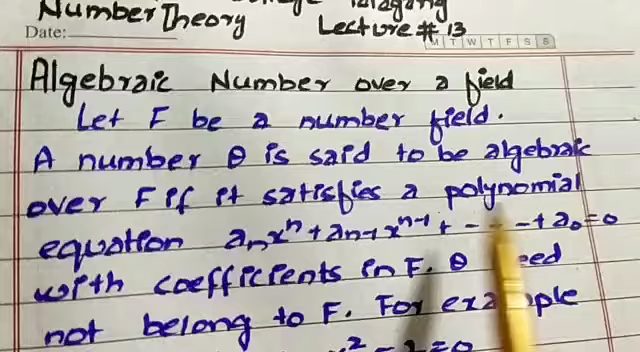 Number Theory
Lecture # 13
Date:
M T W T F S S
Algebraic Number over a field
Let F be a number field.
A number θ is said to be algebraic
over F if it satisfies a polynomial
equation aₙxⁿ + aₙ₋₁xⁿ⁻¹ + - - - + a₀ = 0
with coefficients in F. θ need
not belong to F. For example